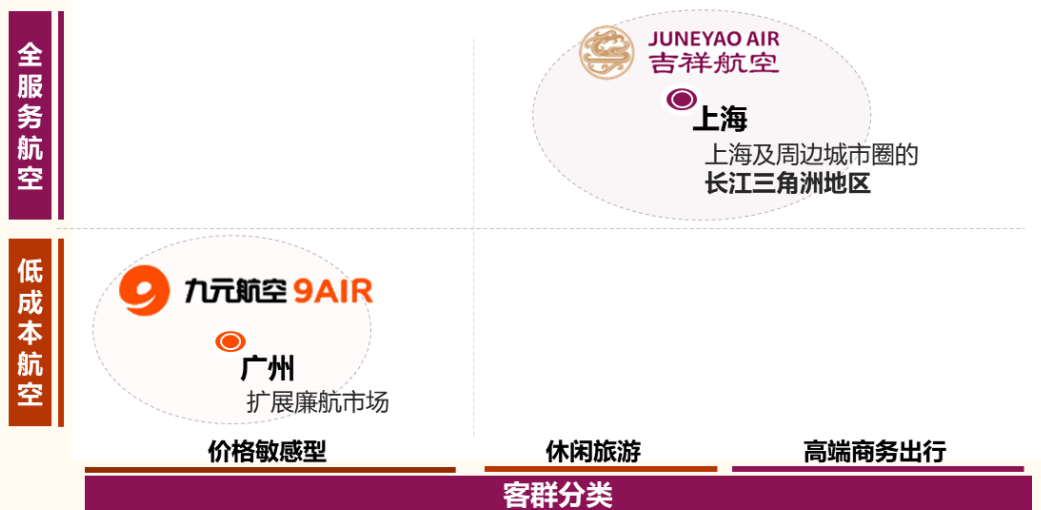 全服务航空
JUNEYAO AIR
吉祥航空
上海
上海及周边城市圈的
长江三角洲地区
低成本航空
九元航空 9AIR
广州
扩展廉航市场
价格敏感型
休闲旅游
高端商务出行
客群分类